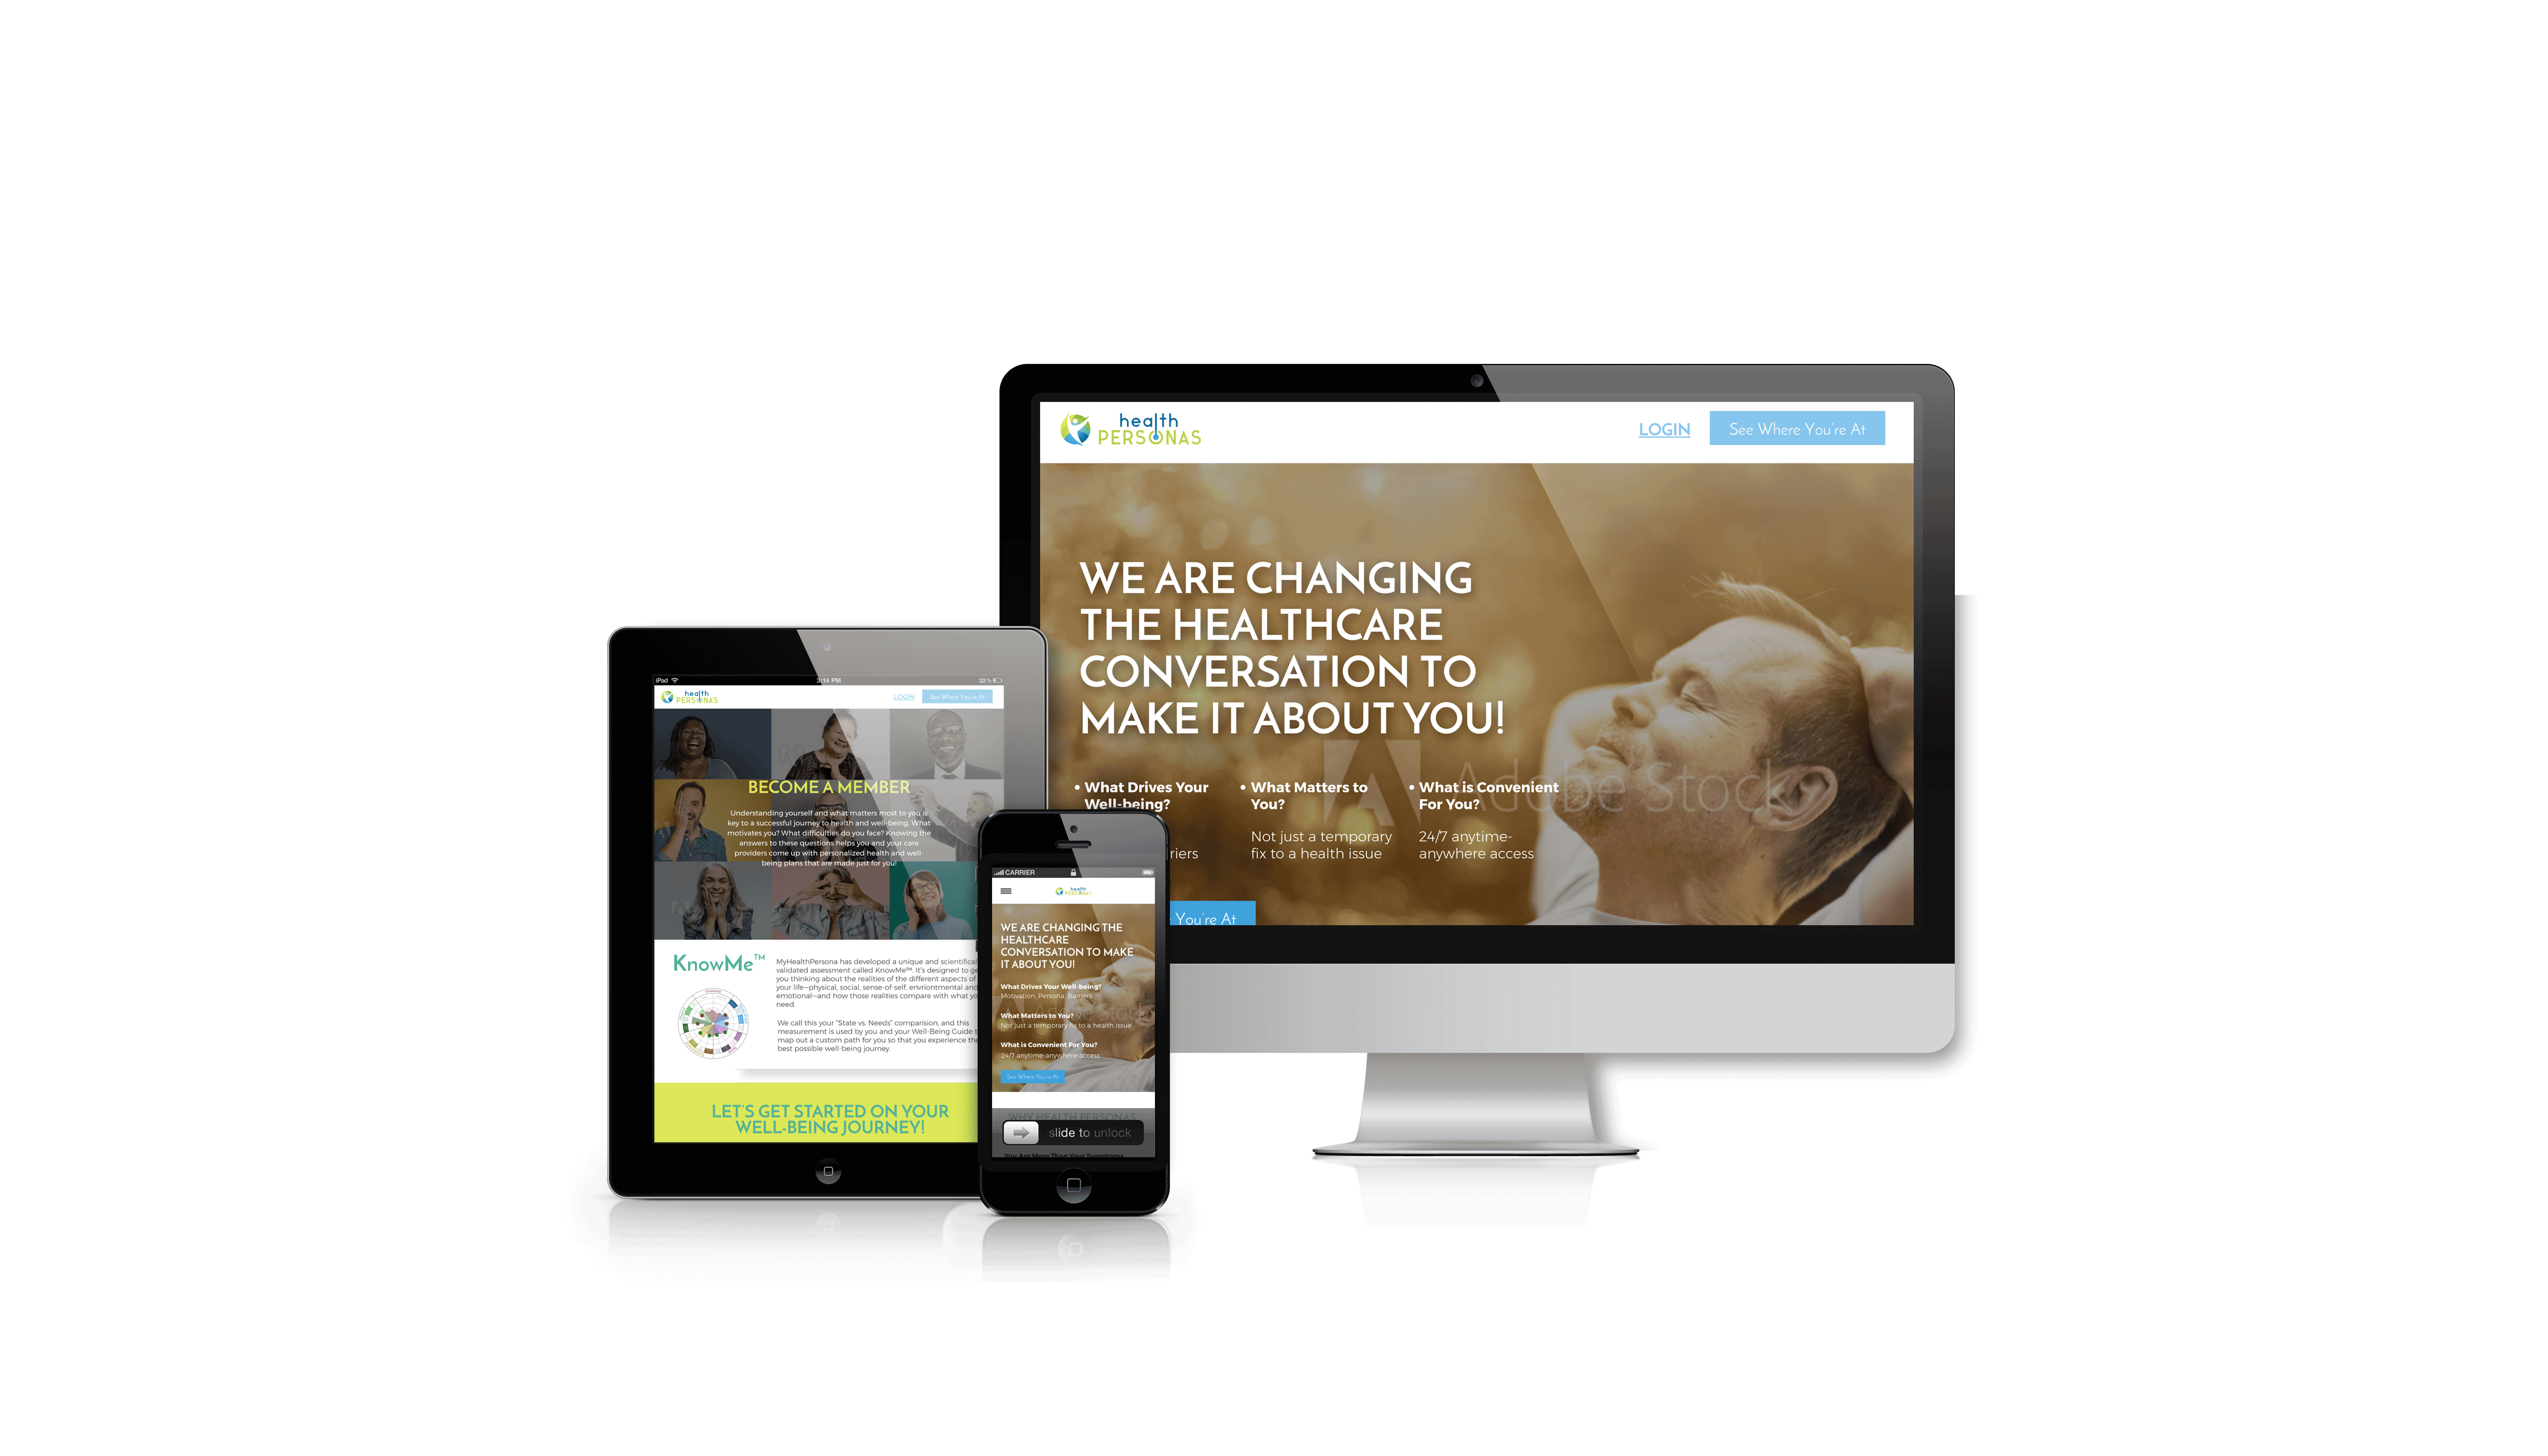 health
PERSONAS
LOGIN
See Where You're At
WE ARE CHANGING
THE HEALTHCARE
CONVERSATION TO
MAKE IT ABOUT YOU!
• What Drives Your
Well-being?
riers
• What Matters to
You?
Not just a temporary
fix to a health issue
• What is Convenient
For You?
24/7 anytime-
anywhere access
You're At
Adobe Stock
iPad
3:14 PM
32%
health
PERSONAS
LOGIN
See Where You're At
BECOME A MEMBER
Understanding yourself and what matters most to you is
key to a successful journey to health and well-being. What
motivates you? What difficulties do you face? Knowing the
answers to these questions helps you and your care
providers come up with personalized health and well-
being plans that are made just for you!
KnowMe™
MyHealthPersona has developed a unique and scientifical
validated assessment called KnowMe™. It's designed to ge
you thinking about the realities of the different aspects of
your life—physical, social, sense-of-self, envriontmental and
emotional—and how those realities compare with what yo
need.
We call this your "State vs. Needs" comparision, and this
measurement is used by you and your Well-Being Guide t
map out a custom path for you so that you experience the
best possible well-being journey.
LET'S GET STARTED ON YOUR
WELL-BEING JOURNEY!
CARRIER
health
PERSONAS
WE ARE CHANGING THE
HEALTHCARE
CONVERSATION TO MAKE
IT ABOUT YOU!
What Drives Your Well-being?
Motivation, Persona, Barriers
What Matters to You?
Not just a temporary fix to a health issue
What is Convenient For You?
24/7 anytime-anywhere access
See Where You're At
WHY HEALTH PERSONAS
slide to unlock
You Are More Than Your Symptoms